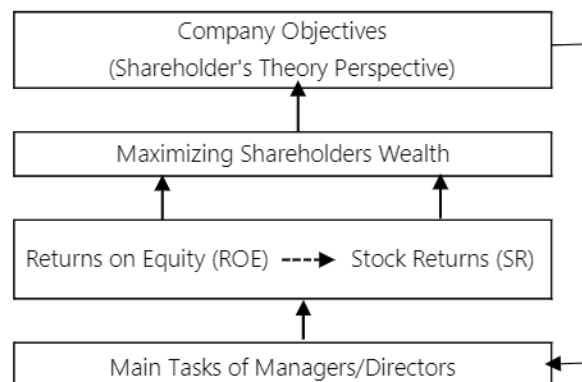 Company Objectives
(Shareholder's Theory Perspective)
Maximizing Shareholders Wealth
Returns on Equity (ROE) Stock Returns (SR)
Main Tasks of Managers/Directors